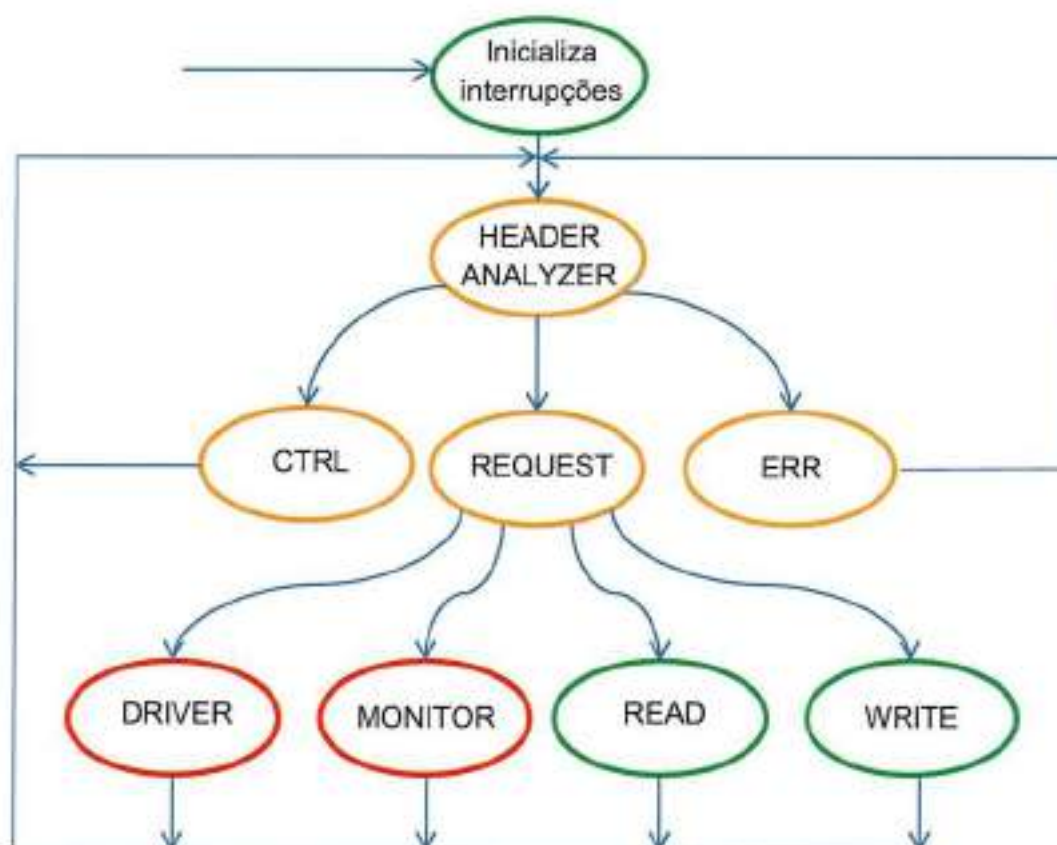 Inicializa
interrupções
HEADER
ANALYZER
CTRL
REQUEST
ERR
DRIVER
MONITOR
READ
WRITE